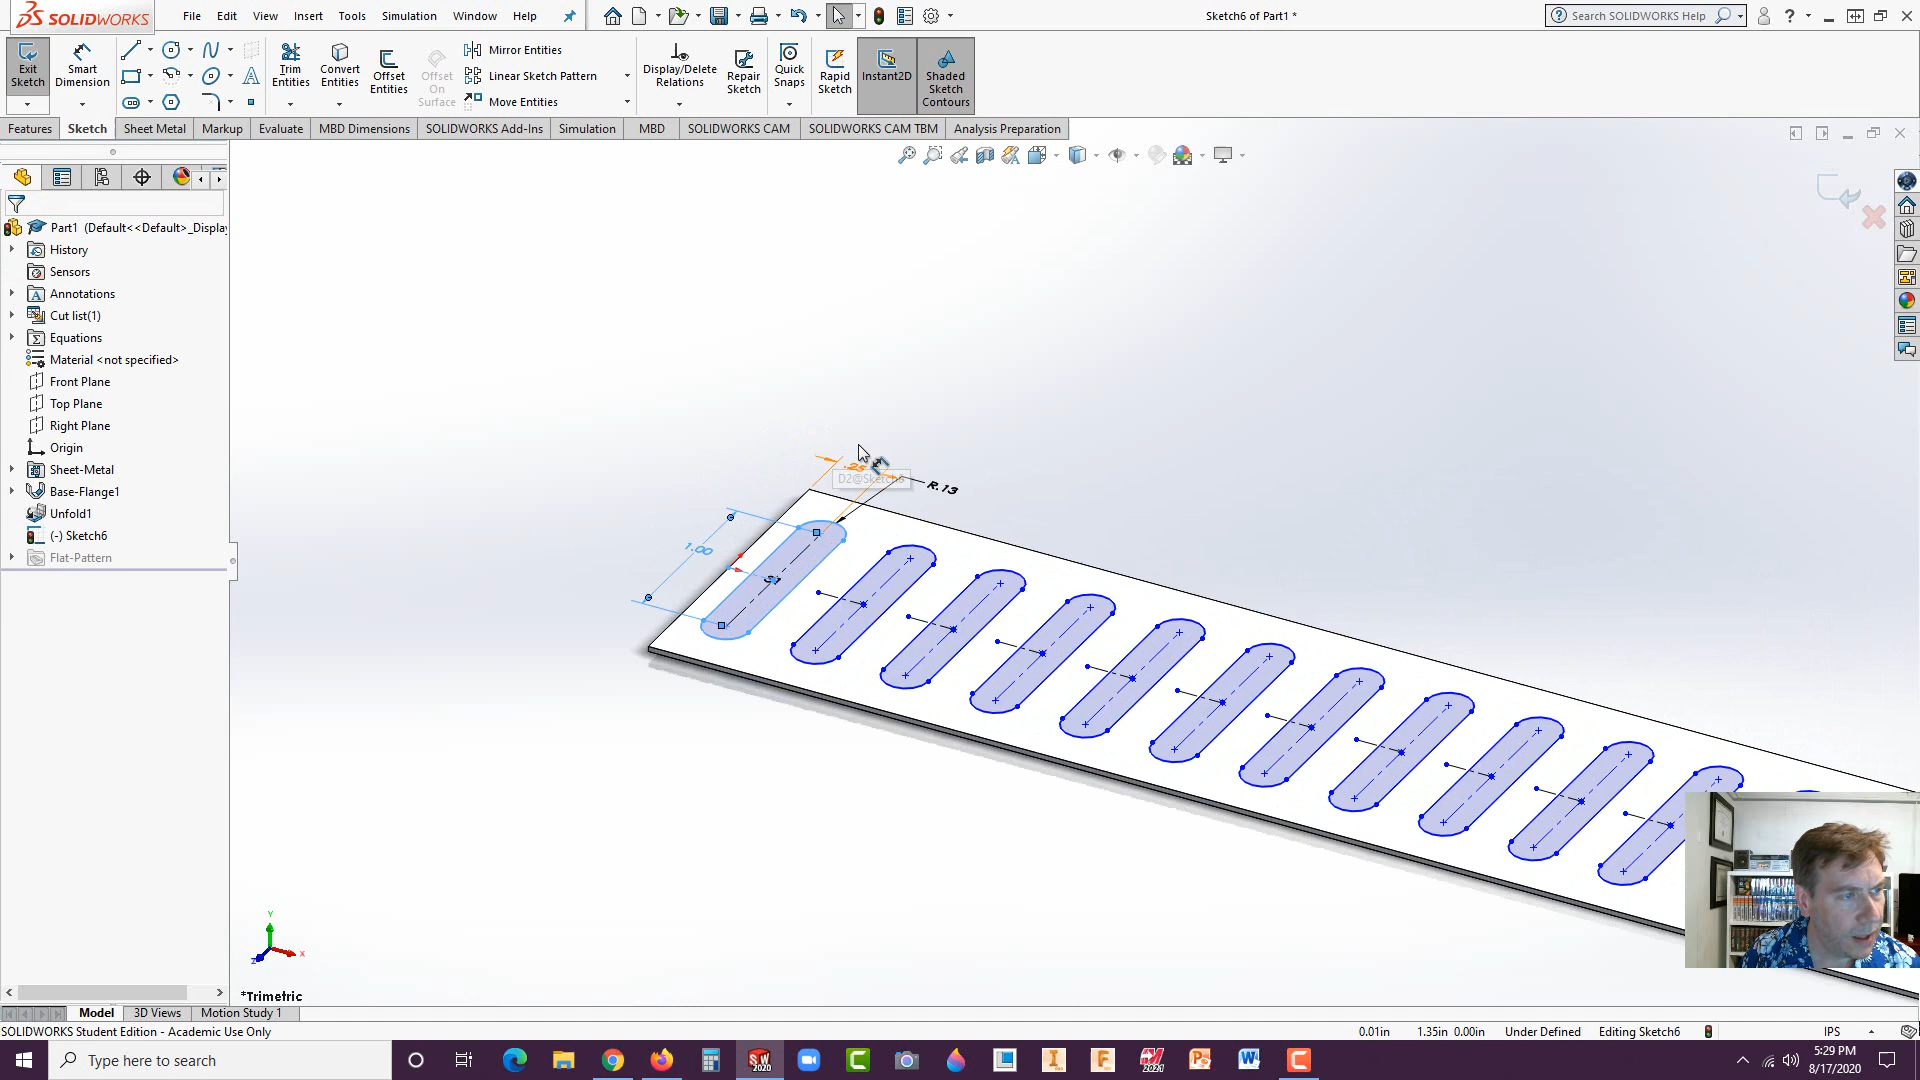 SOLIDWORKS File Edit View Insert Tools Simulation Window Help Sketch6 of Part1 * Search SOLIDWORKS Help
Exit Sketch
Smart Dimension
Trim Entities
Convert Entities
Offset Entities
Offset On Surface
Mirror Entities
Linear Sketch Pattern
Move Entities
Display/Delete Relations
Repair Sketch
Quick Snaps
Rapid Sketch
Instant2D
Shaded Sketch Contours
Features Sketch Sheet Metal Markup Evaluate MBD Dimensions SOLIDWORKS Add-Ins Simulation MBD SOLIDWORKS CAM SOLIDWORKS CAM TBM Analysis Preparation
Part1 (Default<<Default>_Displa
History
Sensors
Annotations
Cut list(1)
Equations
Material <not specified>
Front Plane
Top Plane
Right Plane
Origin
Sheet-Metal
Base-Flange1
Unfold1
(-) Sketch6
Flat-Pattern
.25
D2@Sketch6
R.13
1.00
Y
X
Z
*Trimetric
Model 3D Views Motion Study 1
SOLIDWORKS Student Edition - Academic Use Only 0.01in 1.35in 0.00in Under Defined Editing Sketch6 IPS
Type here to search
SW 2020
2021
5:29 PM
8/17/2020